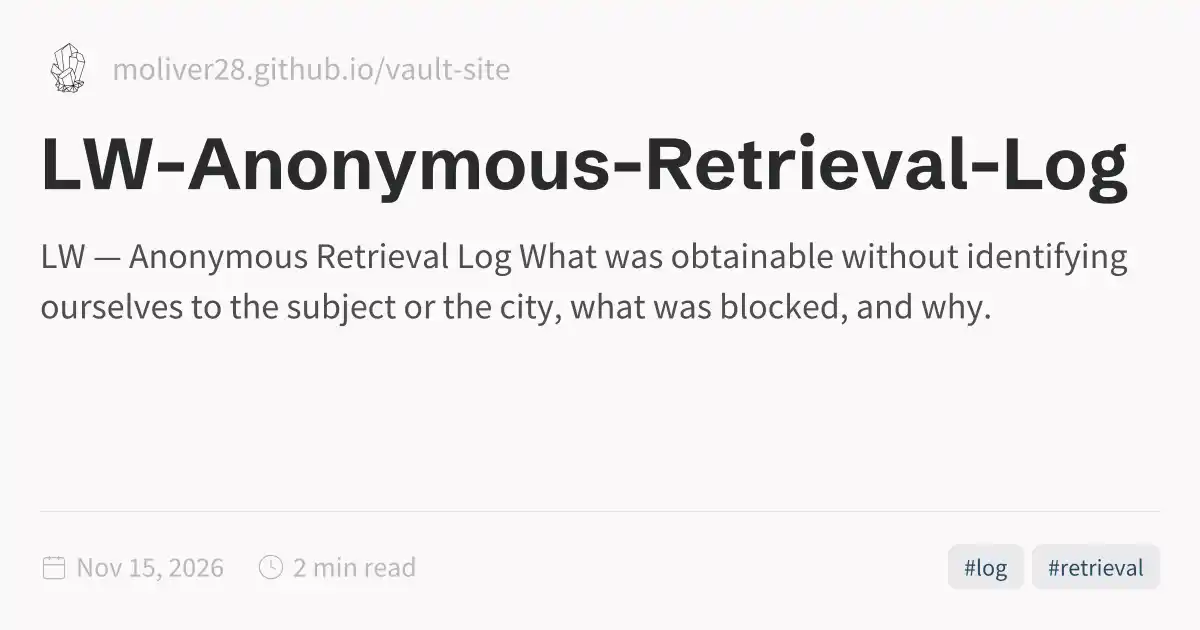 moliver28.github.io/vault-site
LW-Anonymous-Retrieval-Log
LW — Anonymous Retrieval Log What was obtainable without identifying
ourselves to the subject or the city, what was blocked, and why.
Nov 15, 2026
2 min read
#log
#retrieval